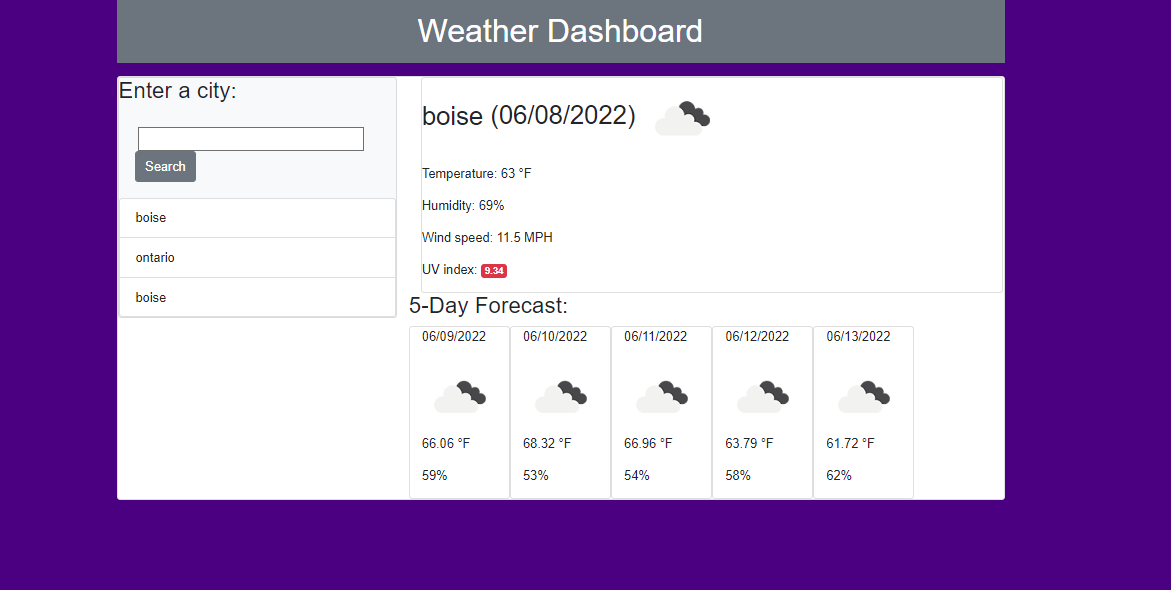 Weather Dashboard
Enter a city:
Search
boise
ontario
boise
boise (06/08/2022)
Temperature: 63 °F
Humidity: 69%
Wind speed: 11.5 MPH
UV index: 9.34
5-Day Forecast:
06/09/2022 06/10/2022 06/11/2022 06/12/2022 06/13/2022
66.06 °F 68.32 °F 66.96 °F 63.79 °F 61.72 °F
59% 53% 54% 58% 62%